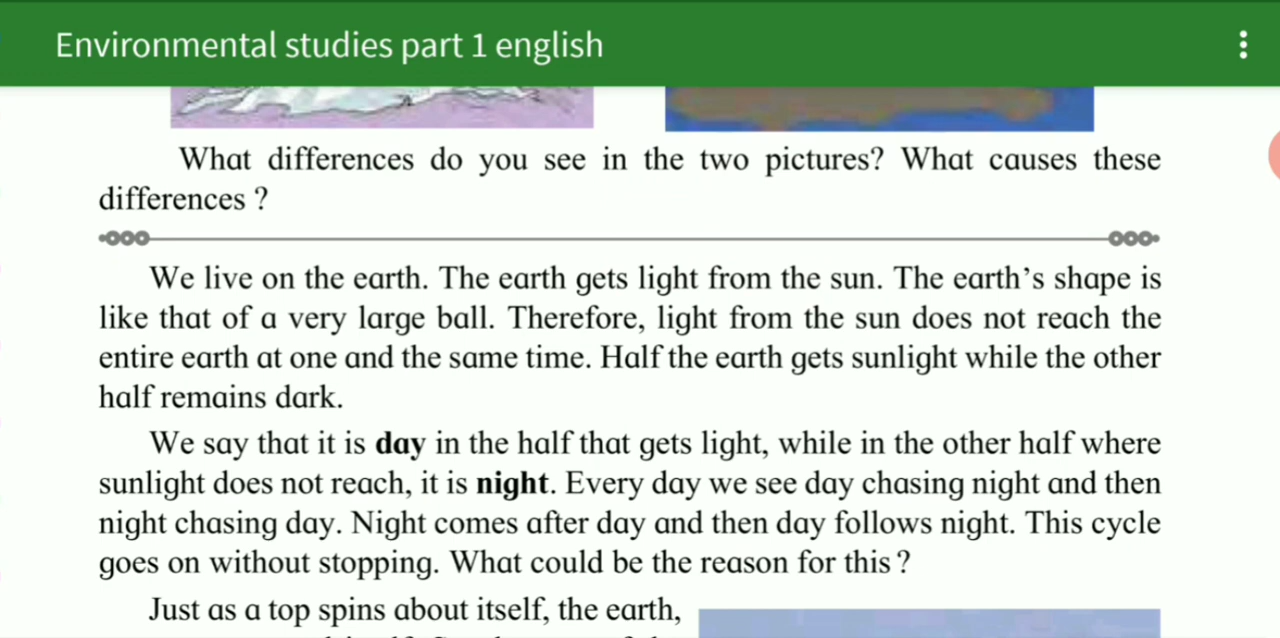 Environmental studies part 1 english
What differences do you see in the two pictures? What causes these
differences ?
We live on the earth. The earth gets light from the sun. The earth’s shape is
like that of a very large ball. Therefore, light from the sun does not reach the
entire earth at one and the same time. Half the earth gets sunlight while the other
half remains dark.
We say that it is day in the half that gets light, while in the other half where
sunlight does not reach, it is night. Every day we see day chasing night and then
night chasing day. Night comes after day and then day follows night. This cycle
goes on without stopping. What could be the reason for this ?
Just as a top spins about itself, the earth,